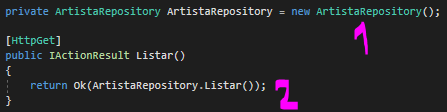 private ArtistaRepository ArtistaRepository = new ArtistaRepository();
1
[HttpGet]
public IActionResult Listar()
{
return Ok(ArtistaRepository.Listar());
2
}